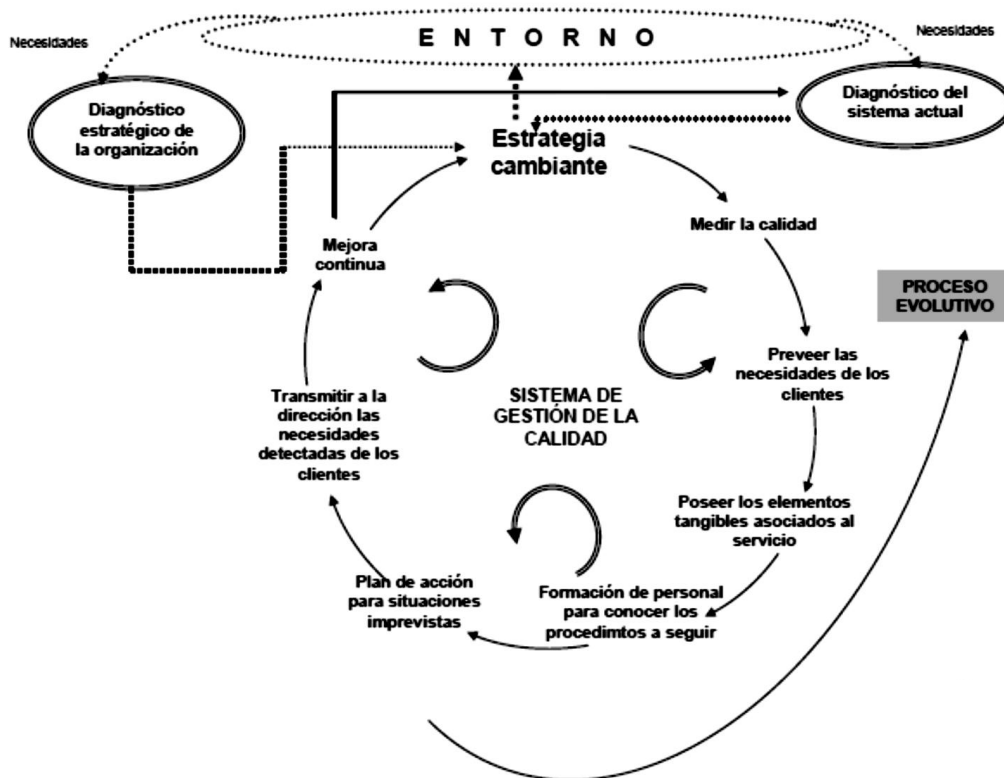 Necesidades
E N T O R N O
Necesidades
Diagnóstico
estratégico de
la organización
Diagnóstico del
sistema actual
Estrategia
cambiante
Medir la calidad
Mejora
continua
PROCESO
EVOLUTIVO
Preveer las
necesidades de los
clientes
Transmitir a la
dirección las
necesidades
detectadas de los
clientes
SISTEMA DE
GESTIÓN DE LA
CALIDAD
Poseer los elementos
tangibles asociados al
servicio
Plan de acción
para situaciones
imprevistas
Formación de personal
para conocer los
procedimtos a seguir